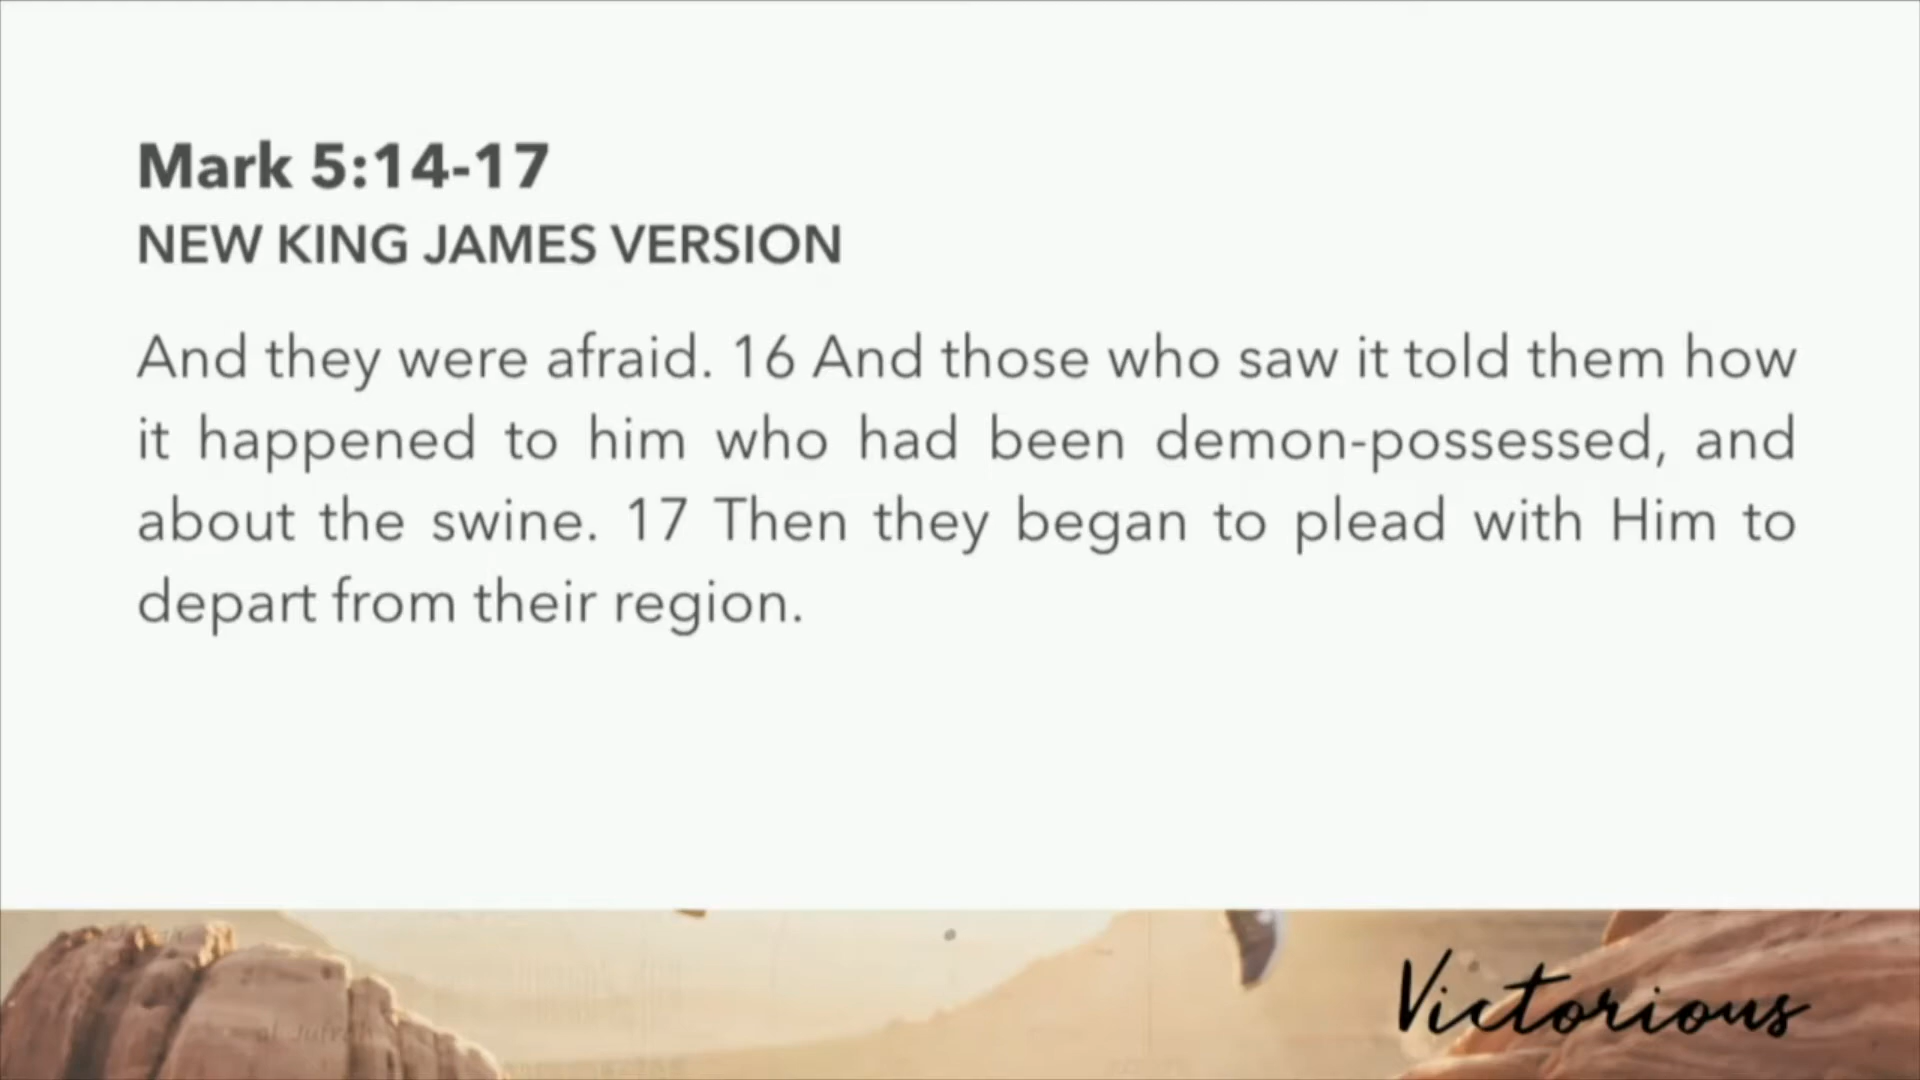 Mark 5:14-17
NEW KING JAMES VERSION
And they were afraid. 16 And those who saw it told them how
it happened to him who had been demon-possessed, and
about the swine. 17 Then they began to plead with Him to
depart from their region.
Victorious